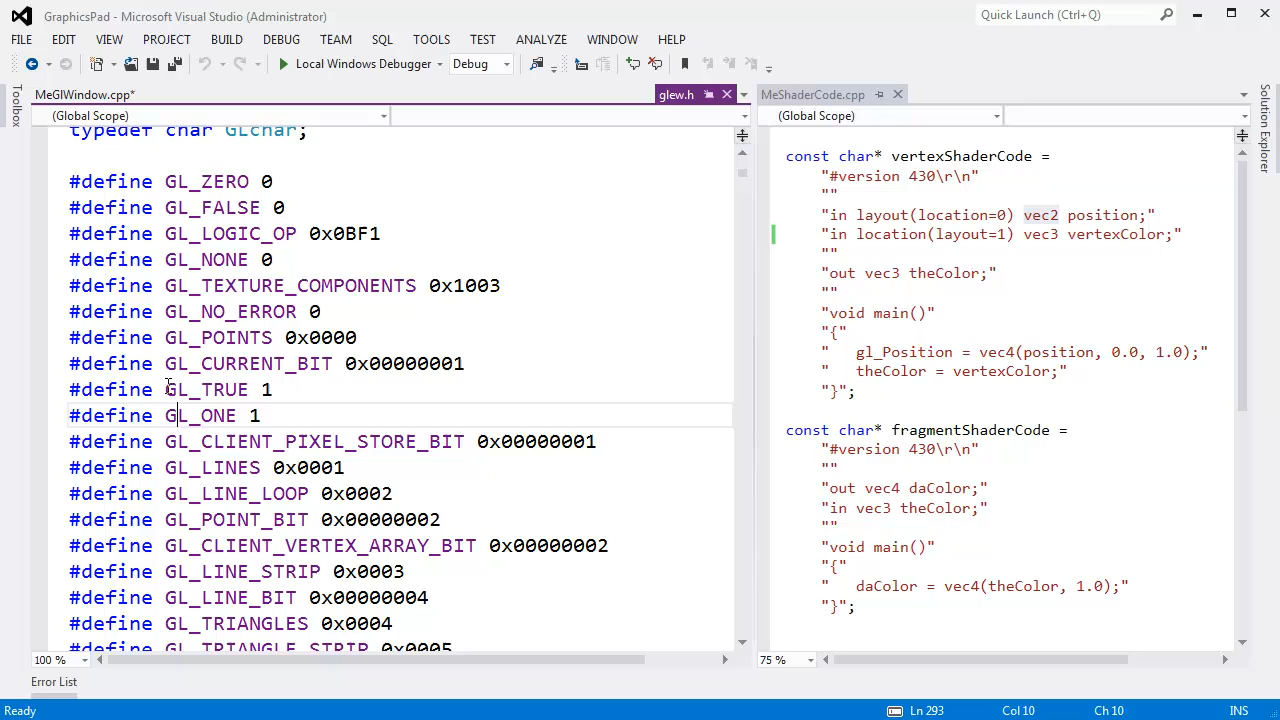 GraphicsPad - Microsoft Visual Studio (Administrator)
Quick Launch (Ctrl+Q)
FILE EDIT VIEW PROJECT BUILD DEBUG TEAM SQL TOOLS TEST ANALYZE WINDOW HELP
Local Windows Debugger Debug
Toolbox
MeGlWindow.cpp*
glew.h
(Global Scope)
typedef char GLchar;
#define GL_ZERO 0
#define GL_FALSE 0
#define GL_LOGIC_OP 0x0BF1
#define GL_NONE 0
#define GL_TEXTURE_COMPONENTS 0x1003
#define GL_NO_ERROR 0
#define GL_POINTS 0x0000
#define GL_CURRENT_BIT 0x00000001
#define GL_TRUE 1
#define GL_ONE 1
#define GL_CLIENT_PIXEL_STORE_BIT 0x00000001
#define GL_LINES 0x0001
#define GL_LINE_LOOP 0x0002
#define GL_POINT_BIT 0x00000002
#define GL_CLIENT_VERTEX_ARRAY_BIT 0x00000002
#define GL_LINE_STRIP 0x0003
#define GL_LINE_BIT 0x00000004
#define GL_TRIANGLES 0x0004
#define GL_TRIANGLE_STRIP 0x0005
100 %
MeShaderCode.cpp
(Global Scope)
const char* vertexShaderCode =
"#version 430\r\n"
""
"in layout(location=0) vec2 position;"
"in location(layout=1) vec3 vertexColor;"
""
"out vec3 theColor;"
""
"void main()"
"{"
"   gl_Position = vec4(position, 0.0, 1.0);"
"   theColor = vertexColor;"
"}";
const char* fragmentShaderCode =
"#version 430\r\n"
""
"out vec4 daColor;"
"in vec3 theColor;"
""
"void main()"
"{"
"   daColor = vec4(theColor, 1.0);"
"}";
75 %
Solution Explorer
Error List
Ready
Ln 293 Col 10 Ch 10 INS